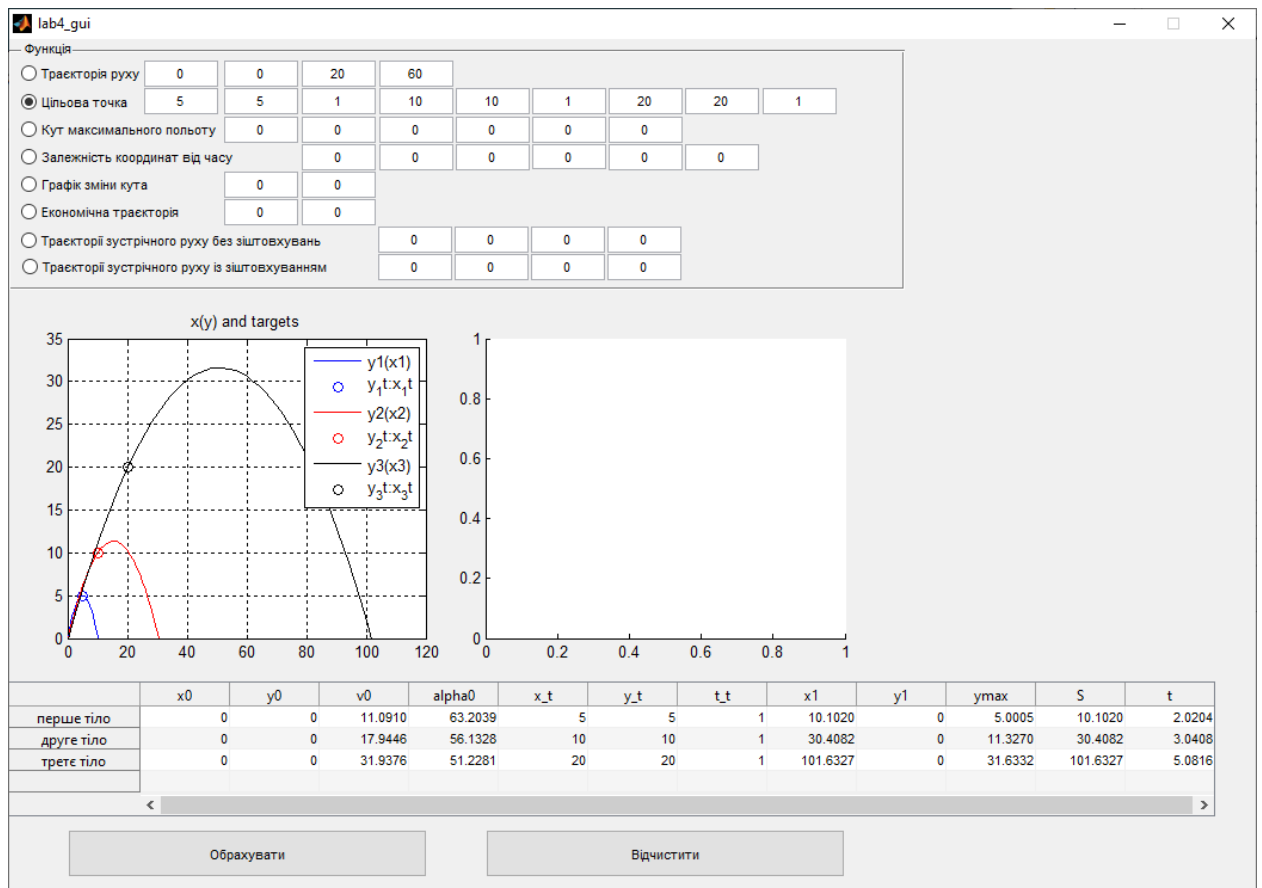 lab4_gui
Функція
Траєкторія руху 0 0 20 60
Цільова точка 5 5 1 10 10 1 20 20 1
Кут максимального польоту 0 0 0 0 0 0
Залежність координат від часу 0 0 0 0 0 0
Графік зміни кута 0 0
Економічна траєкторія 0 0
Траєкторії зустрічного руху без зіштовхувань 0 0 0 0
Траєкторії зустрічного руху із зіштовхуванням 0 0 0 0
x(y) and targets
35
30
25
20
15
10
5
0
0 20 40 60 80 100 120
y1(x1)
y1t:x1t
y2(x2)
y2t:x2t
y3(x3)
y3t:x3t
1
0.8
0.6
0.4
0.2
0
0 0.2 0.4 0.6 0.8 1
x0 y0 v0 alpha0 x_t y_t t_t x1 y1 ymax S t
перше тіло 0 0 11.0910 63.2039 5 5 1 10.1020 0 5.0005 10.1020 2.0204
друге тіло 0 0 17.9446 56.1328 10 10 1 30.4082 0 11.3270 30.4082 3.0408
третє тіло 0 0 31.9376 51.2281 20 20 1 101.6327 0 31.6332 101.6327 5.0816
Обрахувати Відчистити